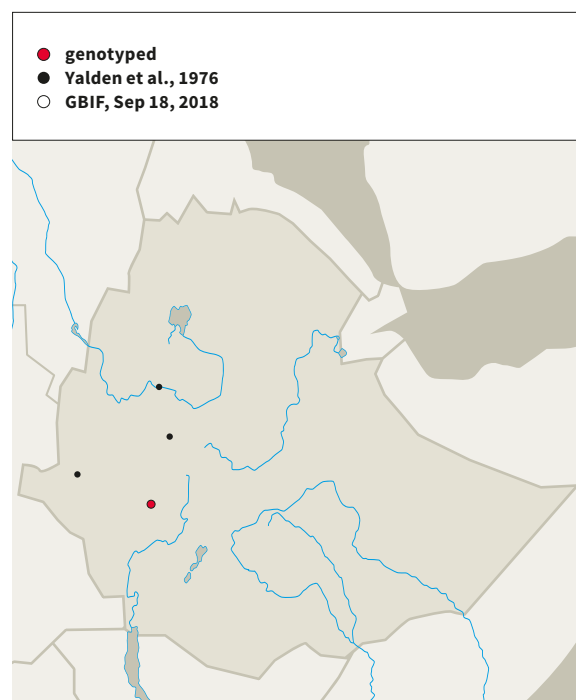 genotyped
Yalden et al., 1976
GBIF, Sep 18, 2018